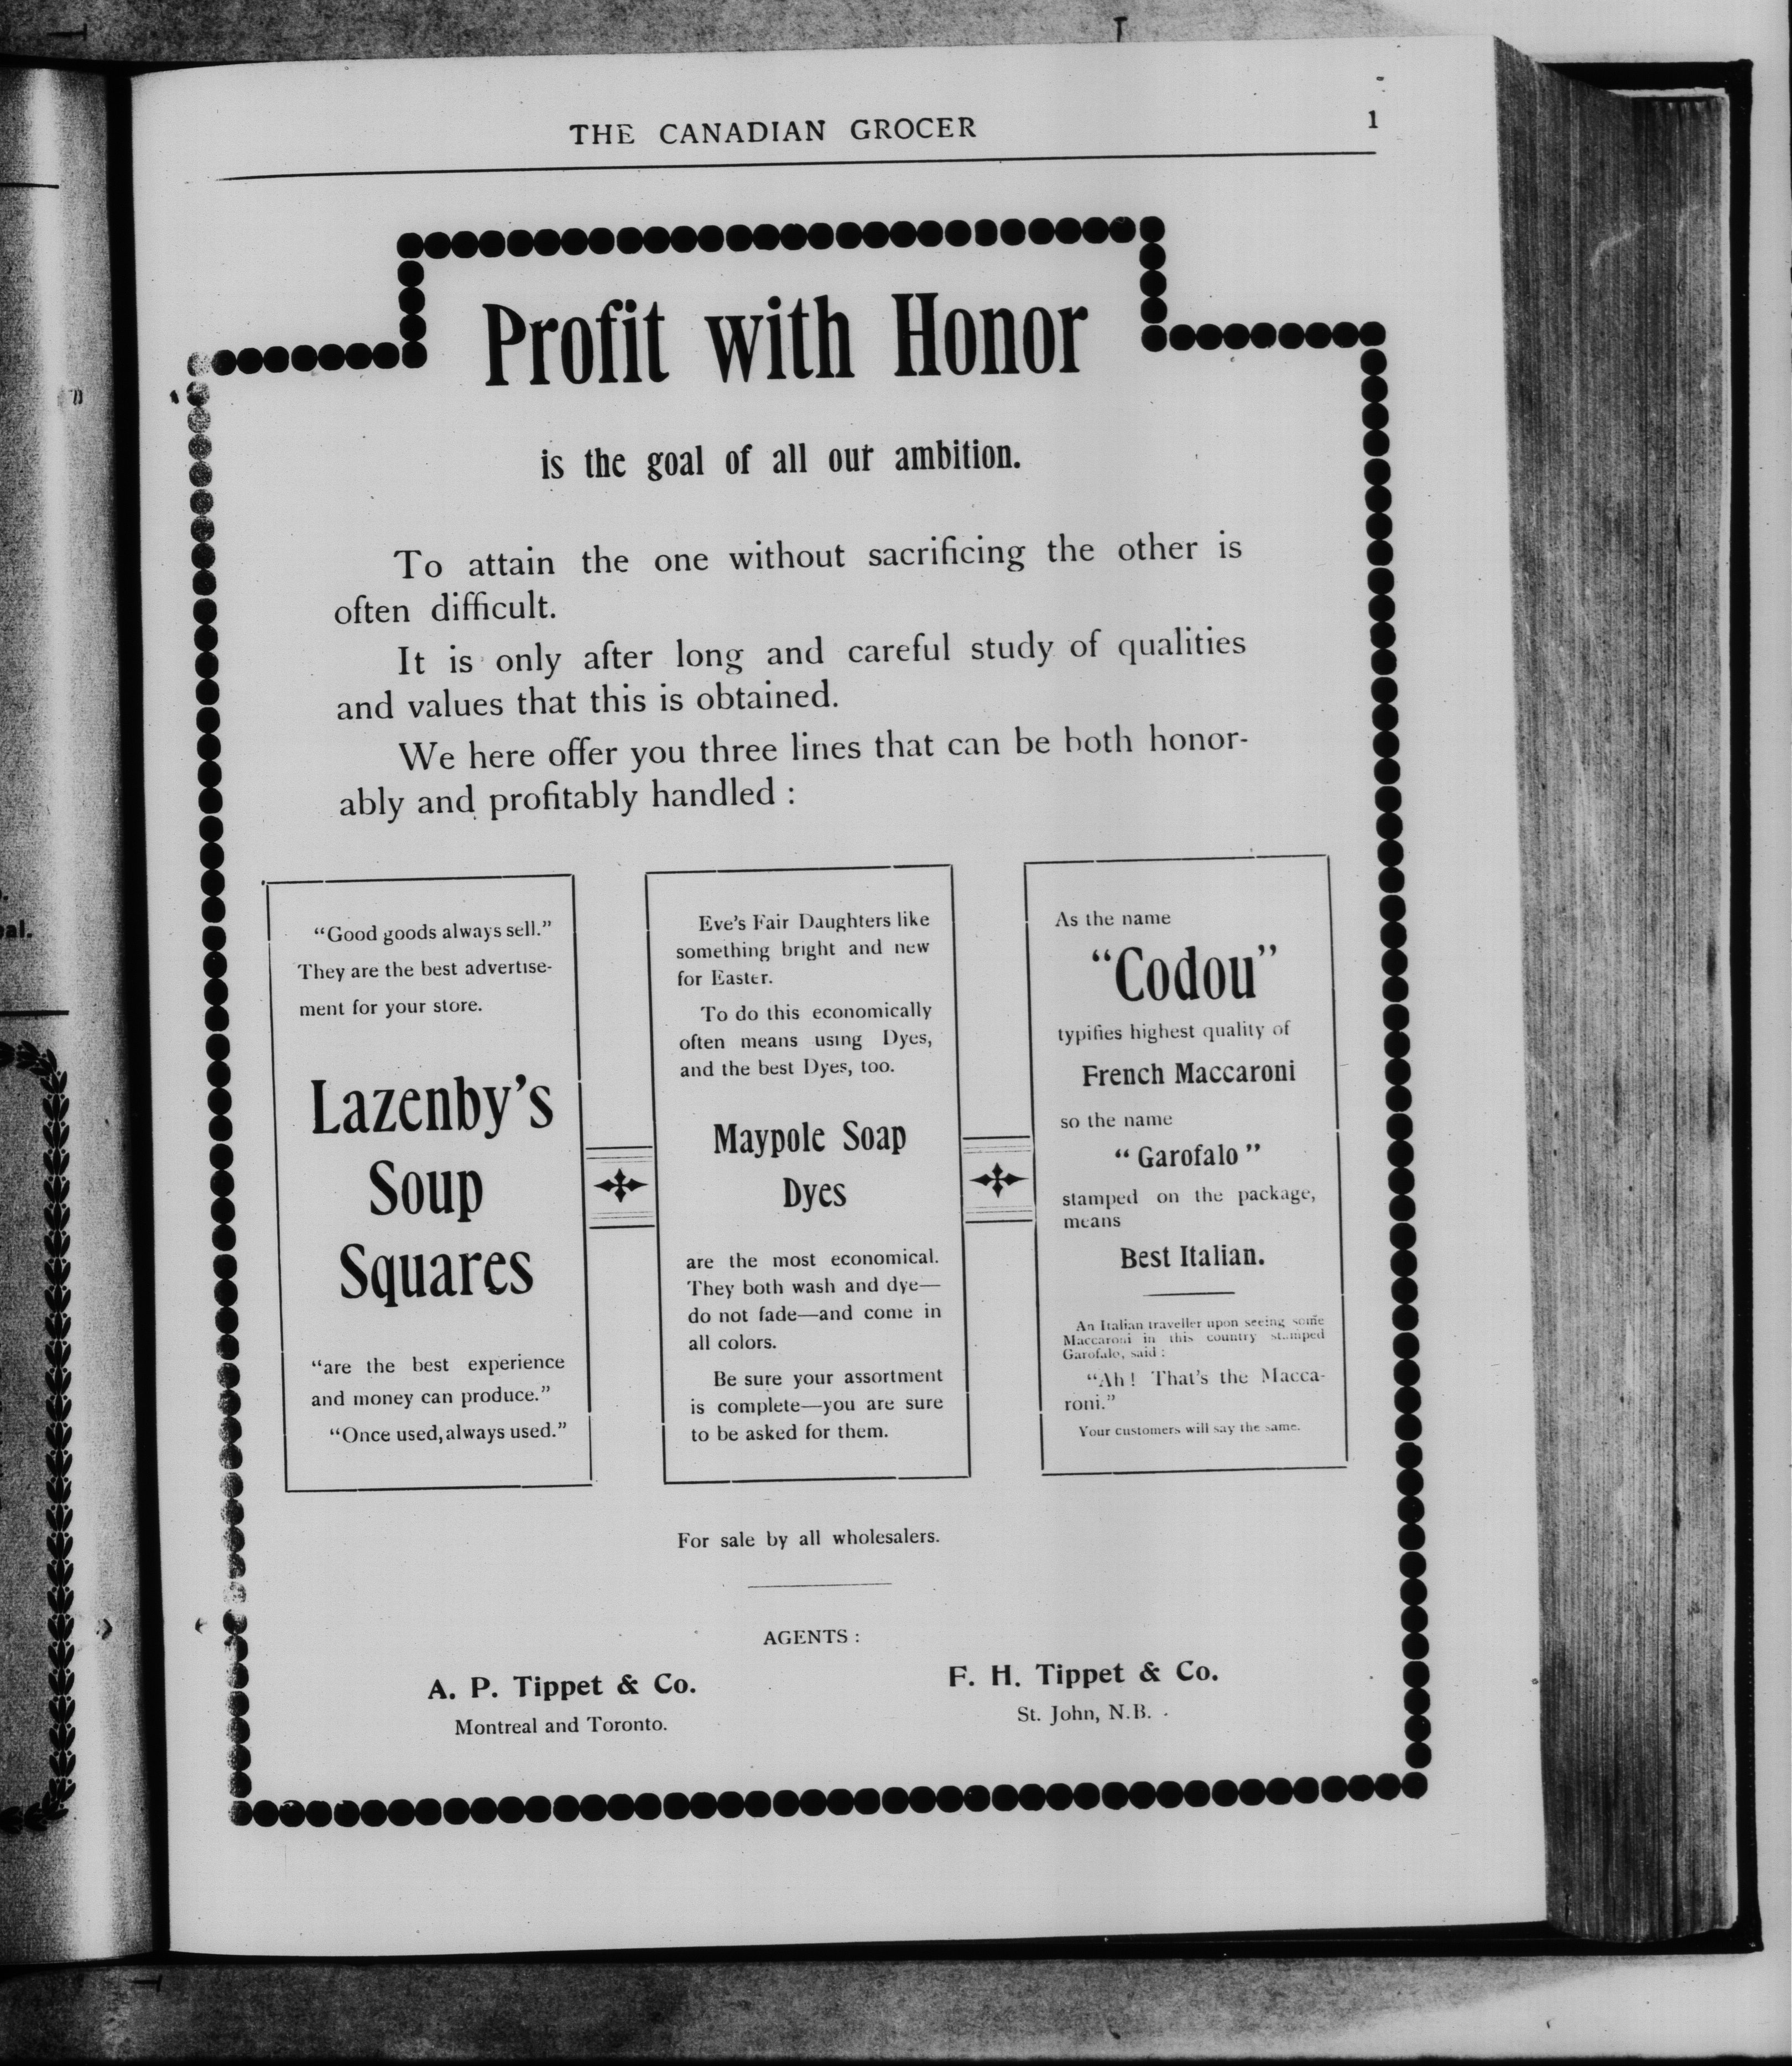 THE CANADIAN GROCER
1
Profit with Honor
is the goal of all our ambition.
To attain the one without sacrificing the other is
often difficult.
It is only after long and careful study of qualities
and values that this is obtained.
We here offer you three lines that can be both honor-
ably and profitably handled :
“Good goods always sell.”
They are the best advertise-
ment for your store.
Lazenby’s
Soup
Squares
“are the best experience
and money can produce.”
“Once used, always used.”
Eve’s Fair Daughters like
something bright and new
for Easter.
To do this economically
often means using Dyes,
and the best Dyes, too.
Maypole Soap
Dyes
are the most economical.
They both wash and dye—
do not fade—and come in
all colors.
Be sure your assortment
is complete—you are sure
to be asked for them.
As the name
“Codou”
typifies highest quality of
French Maccaroni
so the name
“Garofalo”
stamped on the package,
means
Best Italian.
An Italian traveller upon seeing some
Maccaroni in this country stamped
Garofalo, said :
“Ah! That’s the Macca-
roni.”
Your customers will say the same.
For sale by all wholesalers.
AGENTS :
A. P. Tippet & Co.
Montreal and Toronto.
F. H. Tippet & Co.
St. John, N.B.